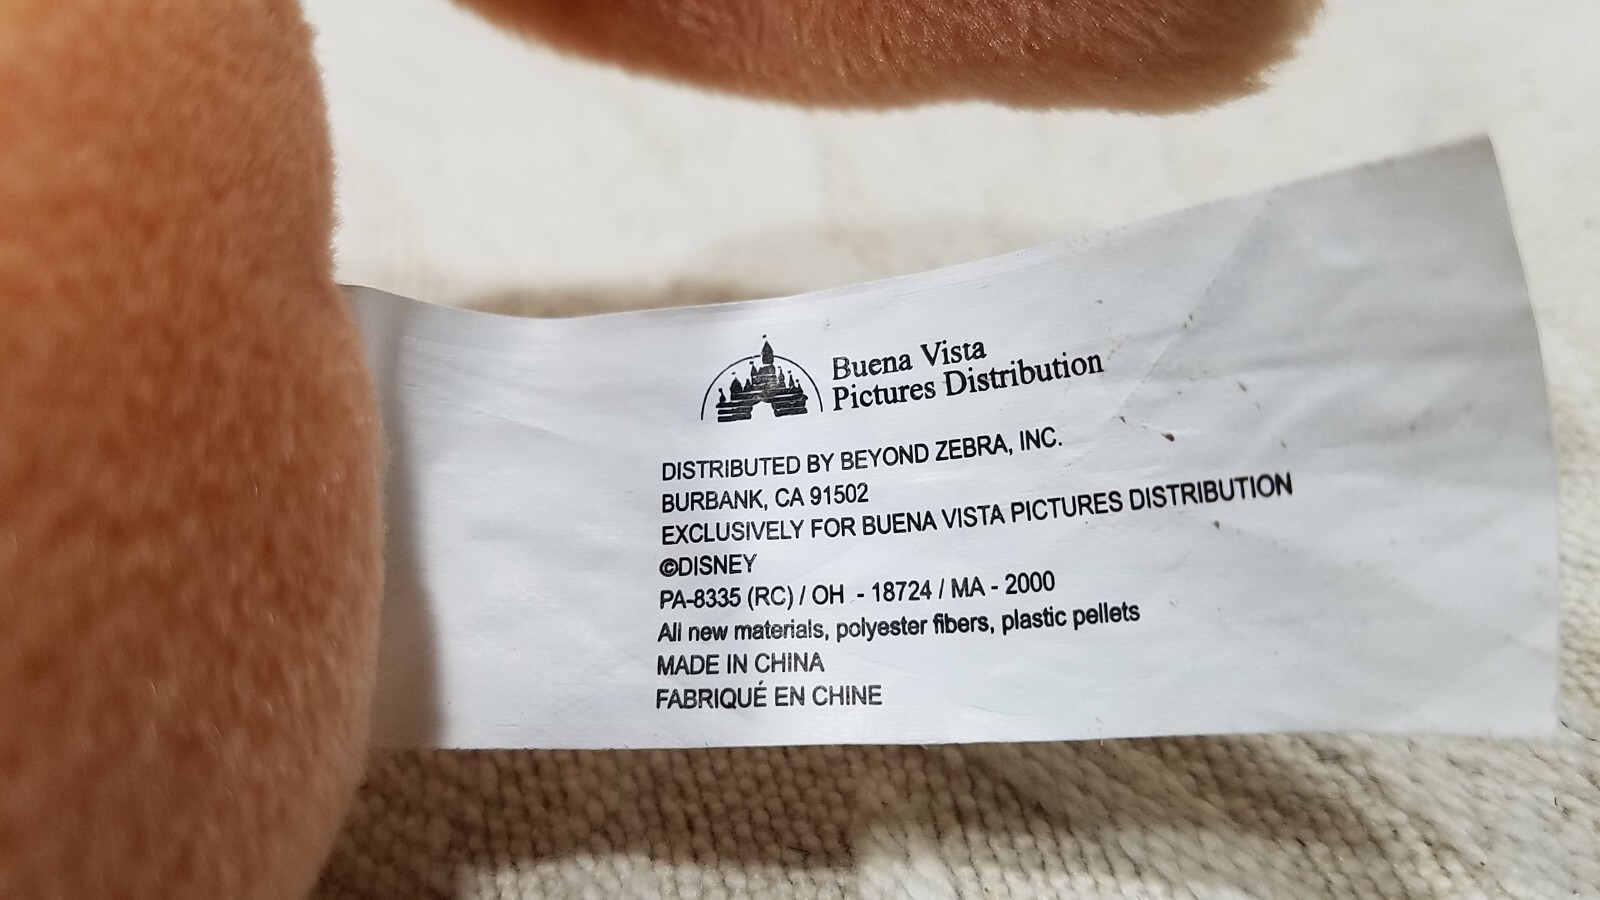 Buena Vista
Pictures Distribution
DISTRIBUTED BY BEYOND ZEBRA, INC.
BURBANK, CA 91502
EXCLUSIVELY FOR BUENA VISTA PICTURES DISTRIBUTION
©DISNEY
PA-8335 (RC) / OH - 18724 / MA - 2000
All new materials, polyester fibers, plastic pellets
MADE IN CHINA
FABRIQUÉ EN CHINE